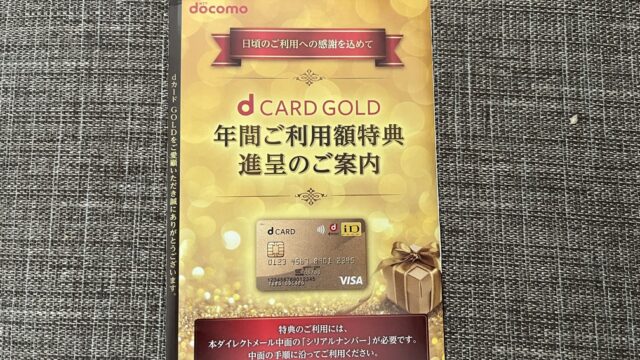 docomo
日頃のご利用への感謝を込めて
d CARD GOLD
年間ご利用額特典
進呈のご案内
dカード GOLDをご愛顧いただき誠にありがとうございます。
d CARD
iD
0123 4567 8901 2345
VISA
特典のご利用には、
本ダイレクトメール中面の「シリアルナンバー」が必要です。
中面の手順に沿ってご利用ください。